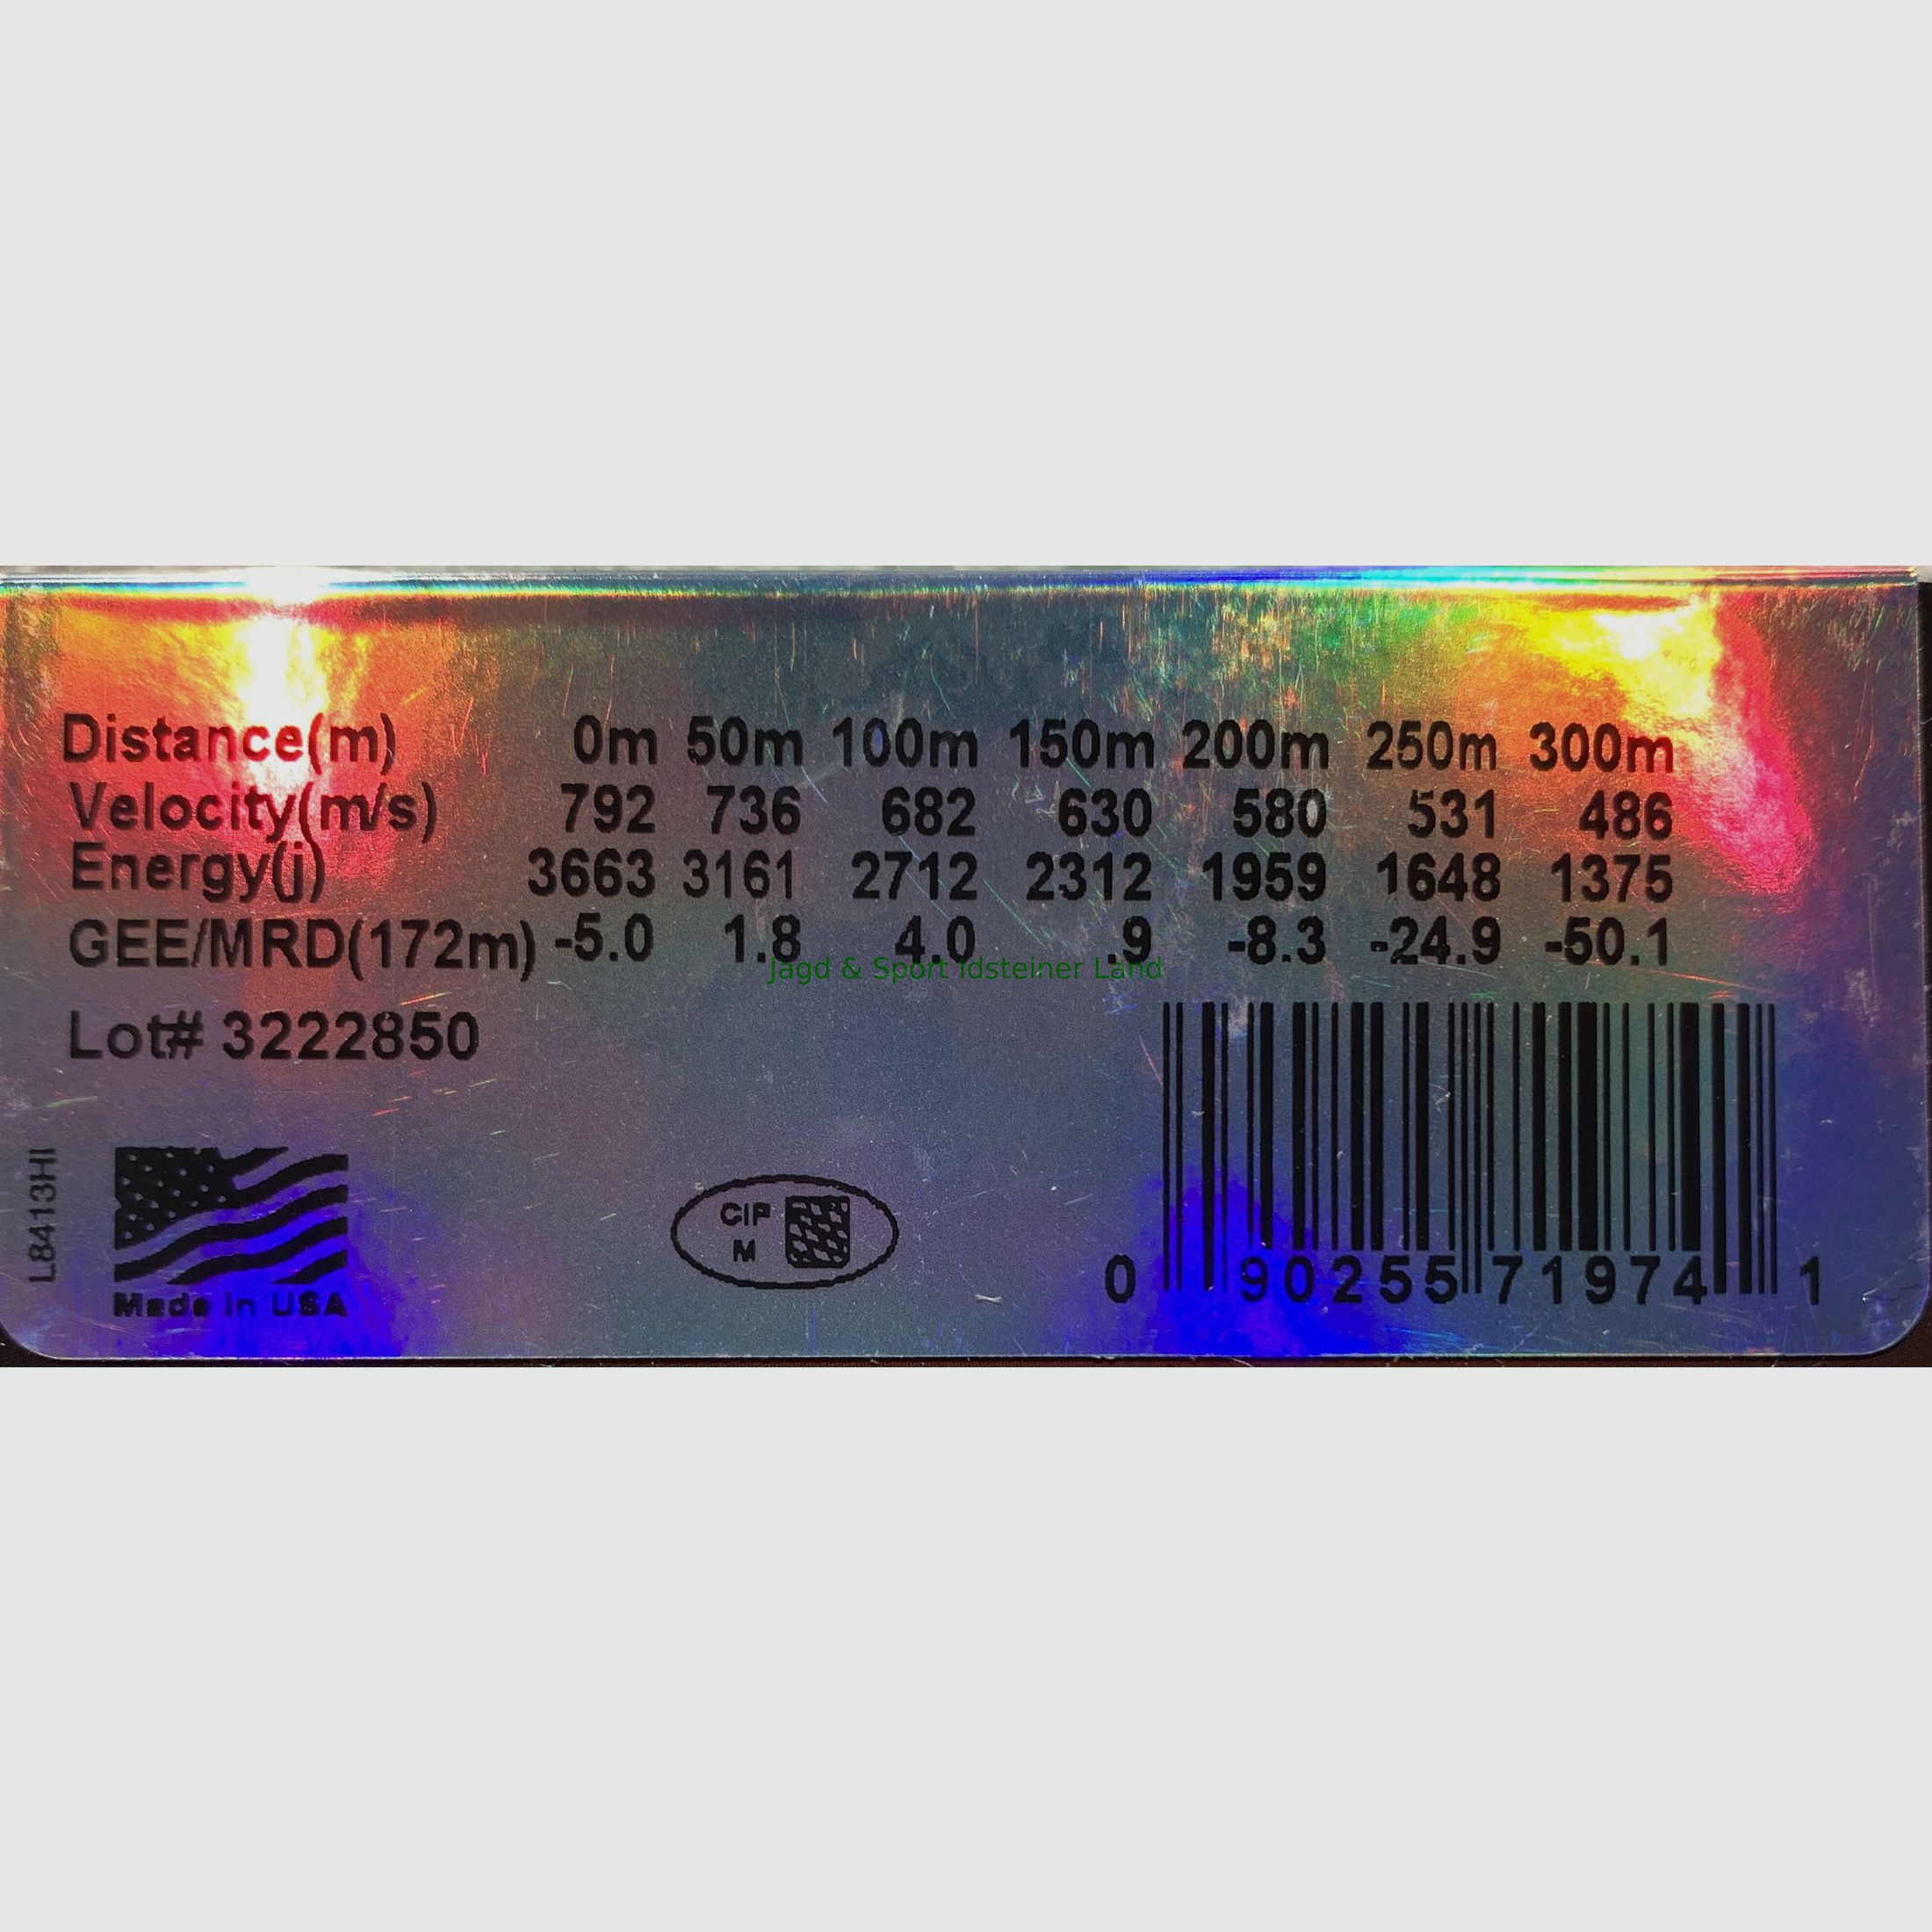 Distance(m) 0m 50m 100m 150m 200m 250m 300m
Velocity(m/s) 792 736 682 630 580 531 486
Energy(j) 3663 3161 2712 2312 1959 1648 1375
GEE/MRD(172m) -5.0 1.8 4.0 .9 -8.3 -24.9 -50.1
Jagd & Sport Idsteiner Land
Lot# 3222850
L8413HI
Made in USA
CIP
M
0 90255 71974 1